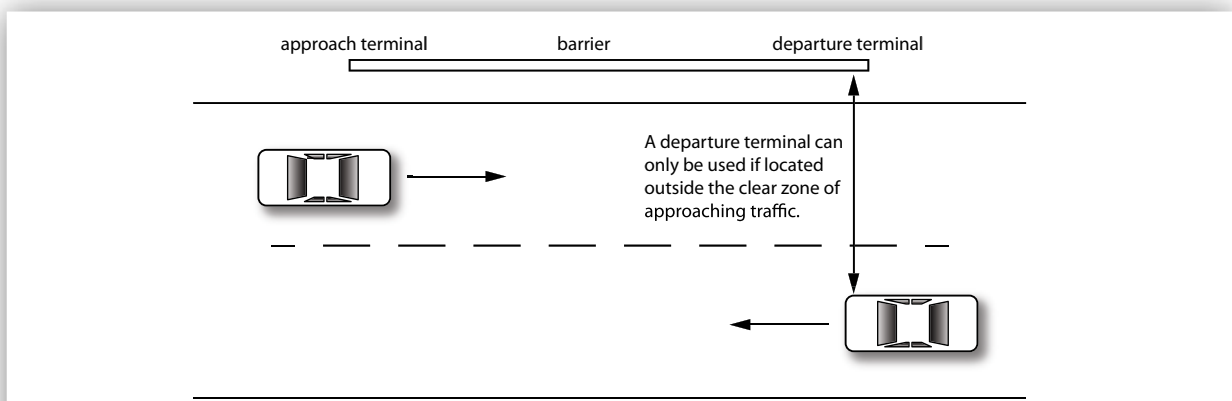 approach terminal
barrier
departure terminal
A departure terminal can
only be used if located
outside the clear zone of
approaching traffic.